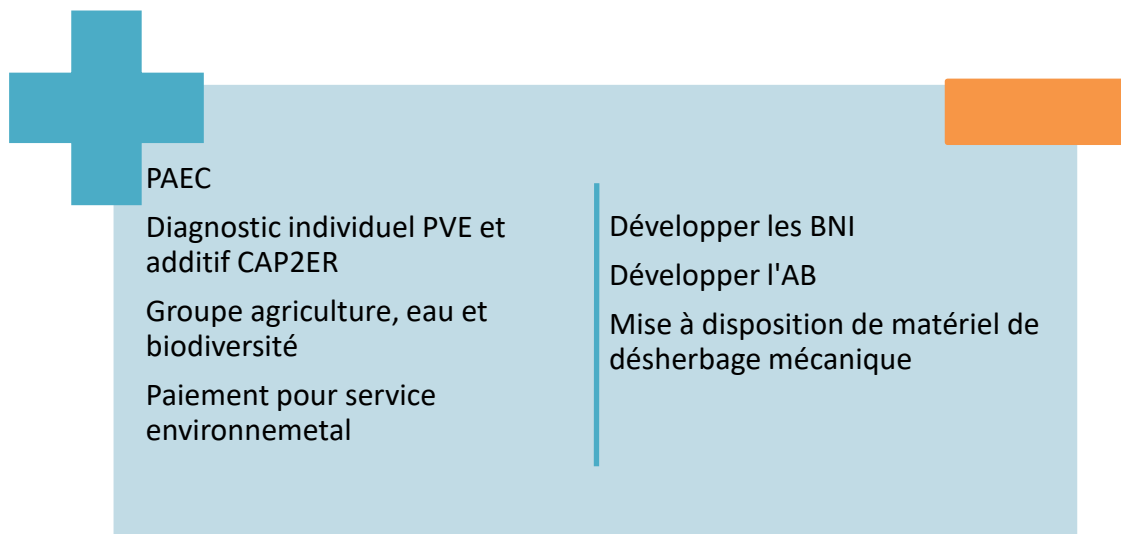 PAEC
Diagnostic individuel PVE et
additif CAP2ER
Groupe agriculture, eau et
biodiversité
Paiement pour service
environnemetal
Développer les BNI
Développer l'AB
Mise à disposition de matériel de
désherbage mécanique